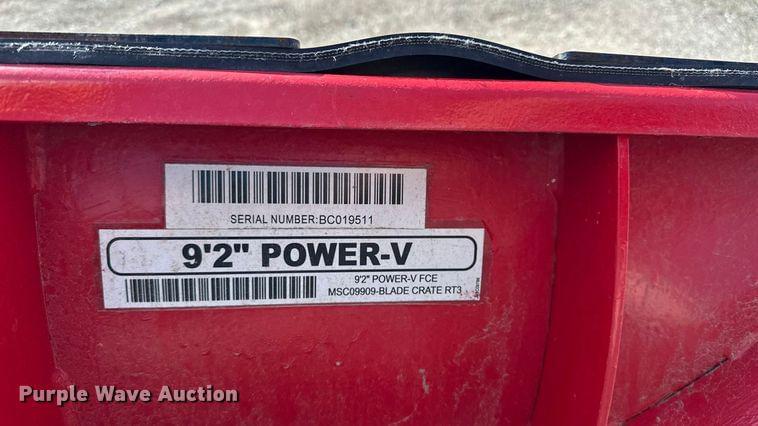 SERIAL NUMBER:BC019511
9'2" POWER-V
9'2" POWER-V FCE
MSC09909-BLADE CRATE RT3
Purple Wave Auction